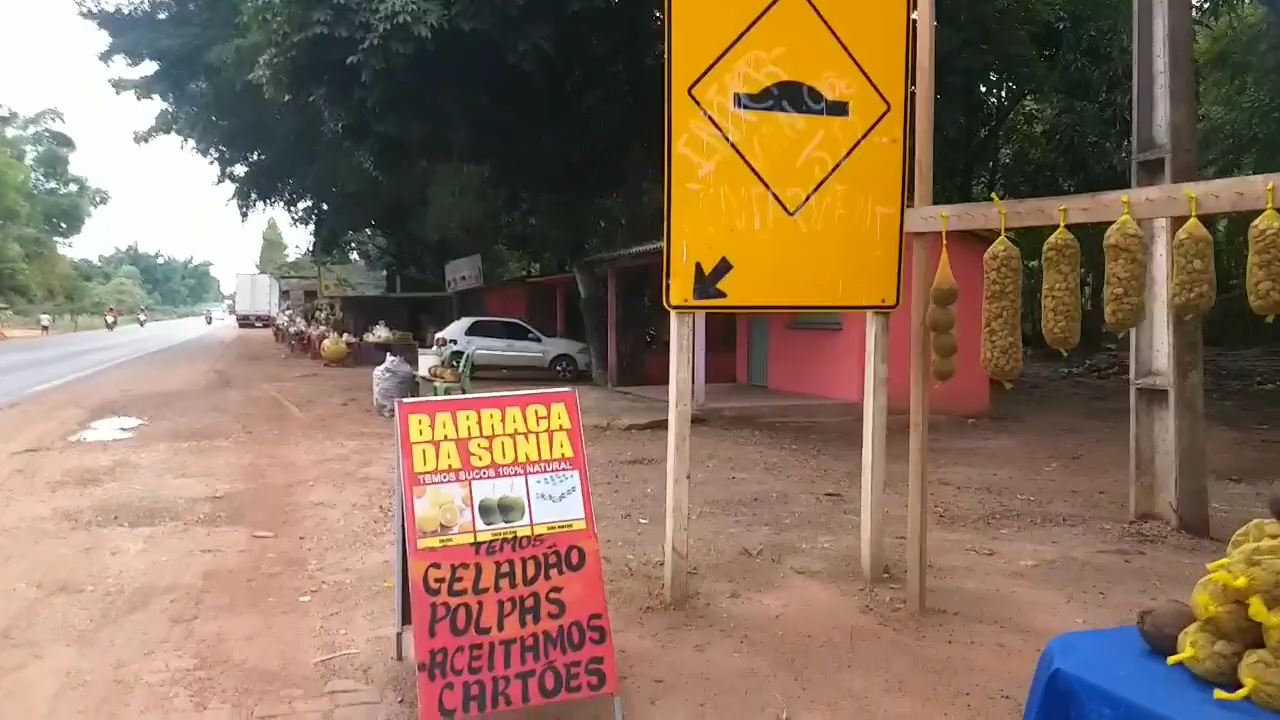 BARRACA
DA SONIA
TEMOS SUCOS 100% NATURAL
TEMOS
GELADÃO
POLPAS
ACEITAMOS
CARTÕES